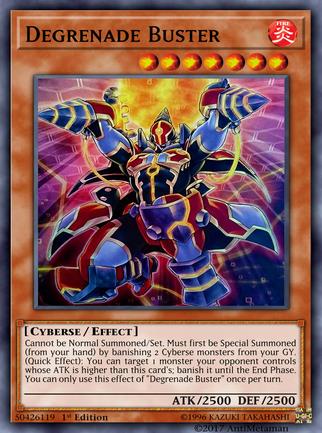 Degrenade Buster
FIRE
炎
[Cyberse / Effect]
Cannot be Normal Summoned/Set. Must first be Special Summoned
(from your hand) by banishing 2 Cyberse monsters from your GY.
(Quick Effect): You can target 1 monster your opponent controls
whose ATK is higher than this card's; banish it until the End Phase.
You can only use this effect of "Degrenade Buster" once per turn.
ATK/2500 DEF/2500
50426119 1st Edition ©1996 KAZUKI TAKAHASHI
©2017 AntiMetaman